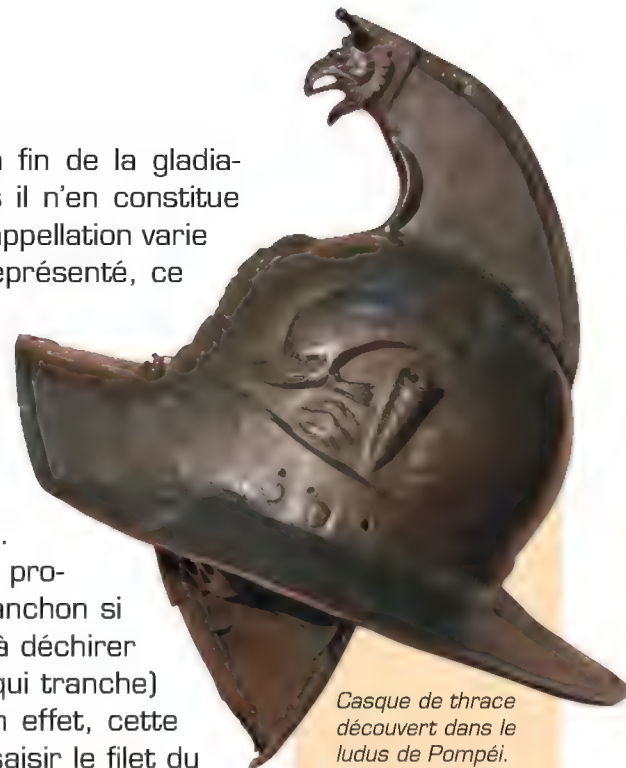 fin de la gladia-
il n'en constitue
appellation varie
eprésenté, ce
.
pro-
anchon si
à déchirer
qui tranche)
effet, cette
saisir le filet du
Casque de thrace
découvert dans le
ludus de Pompéi.